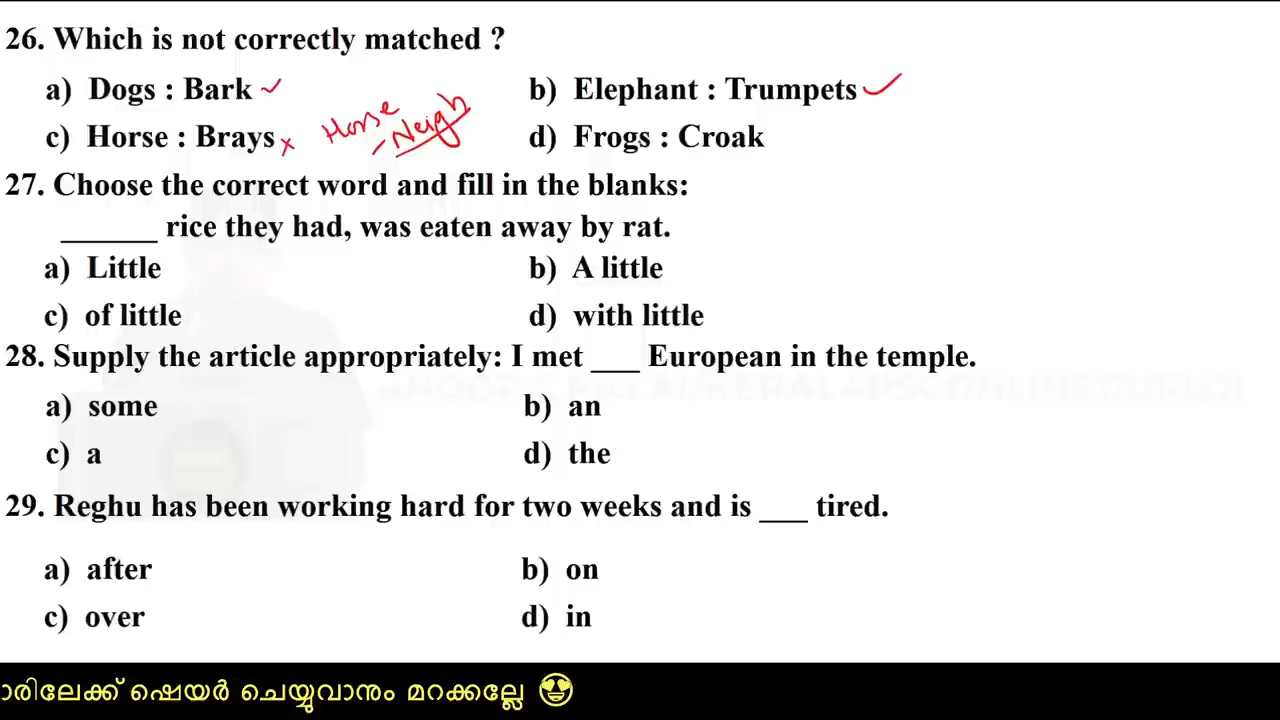 26. Which is not correctly matched ?
a) Dogs : Bark ✓ b) Elephant : Trumpets ✓
c) Horse : Brays x Horse - Neigh d) Frogs : Croak
27. Choose the correct word and fill in the blanks:
______ rice they had, was eaten away by rat.
a) Little b) A little
c) of little d) with little
28. Supply the article appropriately: I met ___ European in the temple.
a) some b) an
c) a d) the
29. Reghu has been working hard for two weeks and is ___ tired.
a) after b) on
c) over d) in
ാരിലേക്ക് ഷെയർ ചെയ്യുവാനും മറക്കല്ലേ 😍